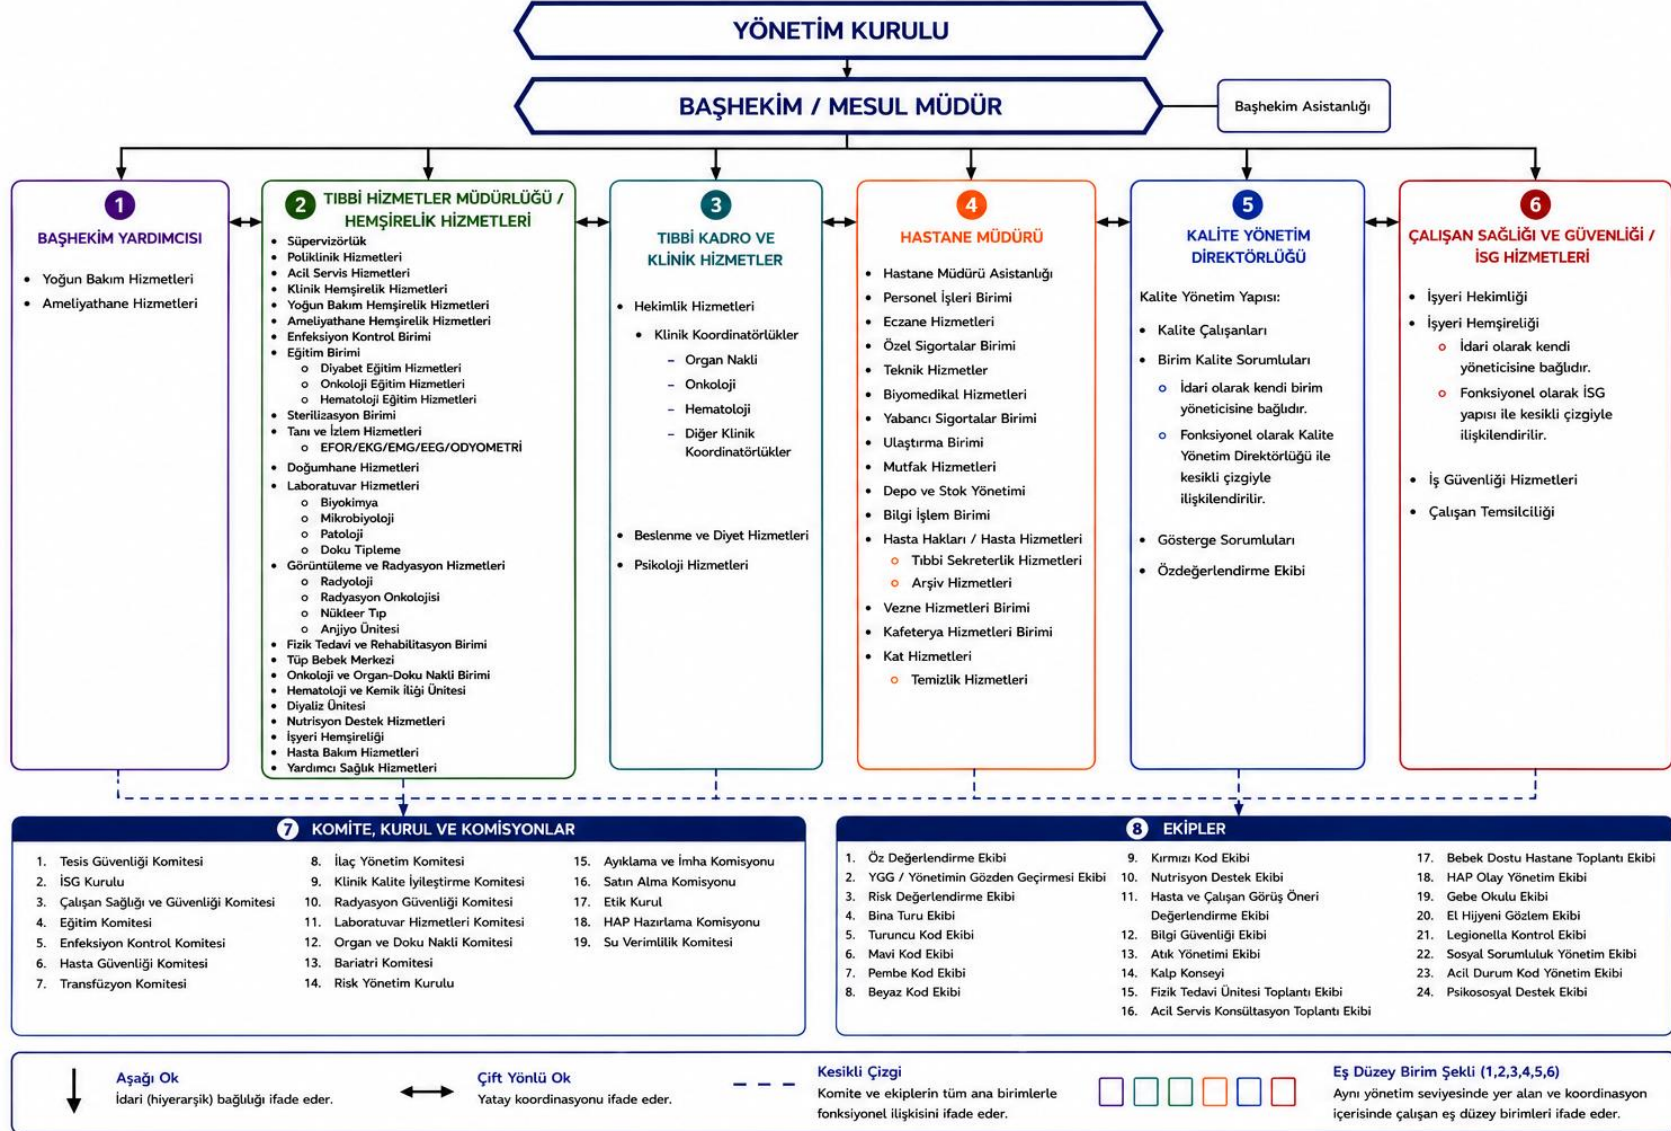 YÖNETİM KURULU
BAŞHEKİM / MESUL MÜDÜR
Başhekim Asistanlığı
1
BAŞHEKİM YARDIMCISI
• Yoğun Bakım Hizmetleri
• Ameliyathane Hizmetleri
2 TIBBİ HİZMETLER MÜDÜRLÜĞÜ /
HEMŞİRELİK HİZMETLERİ
• Süpervizörlük
• Poliklinik Hizmetleri
• Acil Servis Hizmetleri
• Klinik Hemşirelik Hizmetleri
• Yoğun Bakım Hemşirelik Hizmetleri
• Ameliyathane Hemşirelik Hizmetleri
• Enfeksiyon Kontrol Birimi
• Eğitim Birimi
o Diyabet Eğitim Hizmetleri
o Onkoloji Eğitim Hizmetleri
o Hematoloji Eğitim Hizmetleri
• Sterilizasyon Birimi
• Tanı ve İzlem Hizmetleri
o EFOR/EKG/EMG/EEG/ODYOMETRİ
• Doğumhane Hizmetleri
• Laboratuvar Hizmetleri
o Biyokimya
o Mikrobiyoloji
o Patoloji
o Doku Tipleme
• Görüntüleme ve Radyasyon Hizmetleri
o Radyoloji
o Radyasyon Onkolojisi
o Nükleer Tıp
o Anjiyo Ünitesi
• Fizik Tedavi ve Rehabilitasyon Birimi
• Tüp Bebek Merkezi
• Onkoloji ve Organ-Doku Nakli Birimi
• Hematoloji ve Kemik İliği Ünitesi
• Diyaliz Ünitesi
• Nutrisyon Destek Hizmetleri
• İşyeri Hemşireliği
• Hasta Bakım Hizmetleri
• Yardımcı Sağlık Hizmetleri
3
TIBBİ KADRO VE
KLİNİK HİZMETLER
• Hekimlik Hizmetleri
• Klinik Koordinatörlükler
– Organ Nakli
– Onkoloji
– Hematoloji
– Diğer Klinik
Koordinatörlükler
• Beslenme ve Diyet Hizmetleri
• Psikoloji Hizmetleri
4
HASTANE MÜDÜRÜ
• Hastane Müdürü Asistanlığı
• Personel İşleri Birimi
• Eczane Hizmetleri
• Özel Sigortalar Birimi
• Teknik Hizmetler
• Biyomedikal Hizmetleri
• Yabancı Sigortalar Birimi
• Ulaştırma Birimi
• Mutfak Hizmetleri
• Depo ve Stok Yönetimi
• Bilgi İşlem Birimi
• Hasta Hakları / Hasta Hizmetleri
o Tıbbi Sekreterlik Hizmetleri
o Arşiv Hizmetleri
• Vezne Hizmetleri Birimi
• Kafeterya Hizmetleri Birimi
• Kat Hizmetleri
o Temizlik Hizmetleri
5
KALİTE YÖNETİM
DİREKTÖRLÜĞÜ
Kalite Yönetim Yapısı:
• Kalite Çalışanları
• Birim Kalite Sorumluları
o İdari olarak kendi birim
yöneticisine bağlıdır.
o Fonksiyonel olarak Kalite
Yönetim Direktörlüğü ile
kesikli çizgiyle
ilişkilendirilir.
• Gösterge Sorumluları
• Özdeğerlendirme Ekibi
6
ÇALIŞAN SAĞLIĞI VE GÜVENLİĞİ /
İSG HİZMETLERİ
• İşyeri Hekimliği
• İşyeri Hemşireliği
o İdari olarak kendi
yöneticisine bağlıdır.
o Fonksiyonel olarak İSG
yapısı ile kesikli çizgiyle
ilişkilendirilir.
• İş Güvenliği Hizmetleri
• Çalışan Temsilciliği
7 KOMİTE, KURUL VE KOMİSYONLAR
1. Tesis Güvenliği Komitesi
2. İSG Kurulu
3. Çalışan Sağlığı ve Güvenliği Komitesi
4. Eğitim Komitesi
5. Enfeksiyon Kontrol Komitesi
6. Hasta Güvenliği Komitesi
7. Transfüzyon Komitesi
8. İlaç Yönetim Komitesi
9. Klinik Kalite İyileştirme Komitesi
10. Radyasyon Güvenliği Komitesi
11. Laboratuvar Hizmetleri Komitesi
12. Organ ve Doku Nakli Komitesi
13. Bariatri Komitesi
14. Risk Yönetim Kurulu
15. Ayıklama ve İmha Komisyonu
16. Satın Alma Komisyonu
17. Etik Kurul
18. HAP Hazırlama Komisyonu
19. Su Verimlilik Komitesi
8 EKİPLER
1. Öz Değerlendirme Ekibi
2. YGG / Yönetimin Gözden Geçirmesi Ekibi
3. Risk Değerlendirme Ekibi
4. Bina Turu Ekibi
5. Turuncu Kod Ekibi
6. Mavi Kod Ekibi
7. Pembe Kod Ekibi
8. Beyaz Kod Ekibi
9. Kırmızı Kod Ekibi
10. Nutrisyon Destek Ekibi
11. Hasta ve Çalışan Görüş Öneri
Değerlendirme Ekibi
12. Bilgi Güvenliği Ekibi
13. Atık Yönetimi Ekibi
14. Kalp Konseyi
15. Fizik Tedavi Ünitesi Toplantı Ekibi
16. Acil Servis Konsültasyon Toplantı Ekibi
17. Bebek Dostu Hastane Toplantı Ekibi
18. HAP Olay Yönetim Ekibi
19. Gebe Okulu Ekibi
20. El Hijyeni Gözlem Ekibi
21. Legionella Kontrol Ekibi
22. Sosyal Sorumluluk Yönetim Ekibi
23. Acil Durum Kod Yönetim Ekibi
24. Psikososyal Destek Ekibi
Aşağı Ok
İdari (hiyerarşik) bağlılığı ifade eder.
Çift Yönlü Ok
Yatay koordinasyonu ifade eder.
Kesikli Çizgi
Komite ve ekiplerin tüm ana birimlerle
fonksiyonel ilişkisini ifade eder.
Eş Düzey Birim Şekli (1,2,3,4,5,6)
Aynı yönetim seviyesinde yer alan ve koordinasyon
içerisinde çalışan eş düzey birimleri ifade eder.